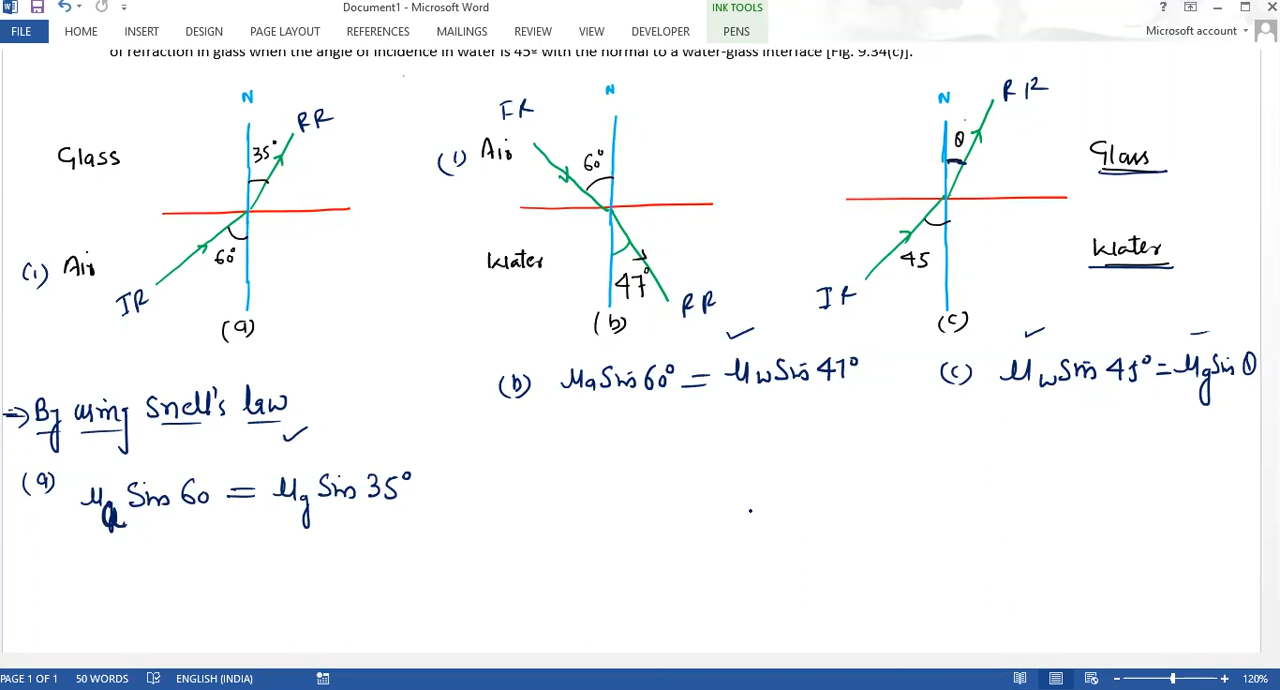 Document1 - Microsoft Word
INK TOOLS
FILE HOME INSERT DESIGN PAGE LAYOUT REFERENCES MAILINGS REVIEW VIEW DEVELOPER PENS Microsoft account
of refraction in glass when the angle of incidence in water is 45º with the normal to a water-glass interface [Fig. 9.34(c)].
N
RR
35°
Glass
60°
(1) Air
IR
(a)
N
IR
(1) Air
60°
Water
47°
RR
(b)
N
RR
θ
Glass
Water
45
IR
(c)
(b) μa Sin 60° = μw Sin 47°
(c) μw Sin 45° = μg Sin θ
⇒ By using Snell's law
(a) μa Sin 60 = μg Sin 35°
PAGE 1 OF 1 50 WORDS ENGLISH (INDIA) 120%